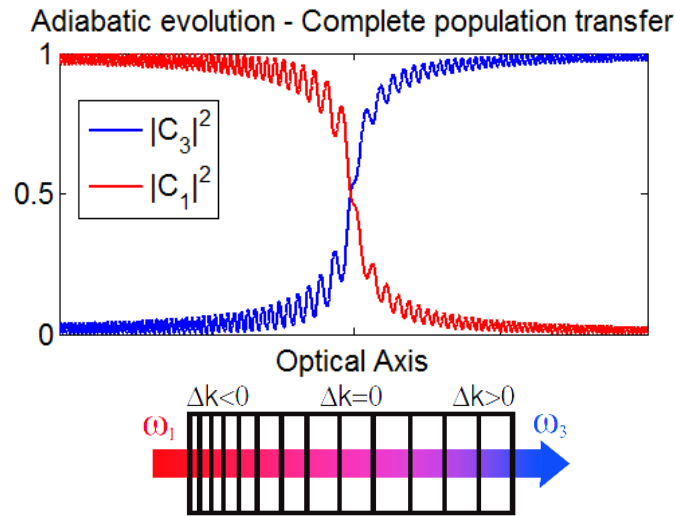 Adiabatic evolution - Complete population transfer
1
|C₃|²
|C₁|²
0.5
0
Optical Axis
Δk<0 Δk=0 Δk>0
ω₁ ω₃